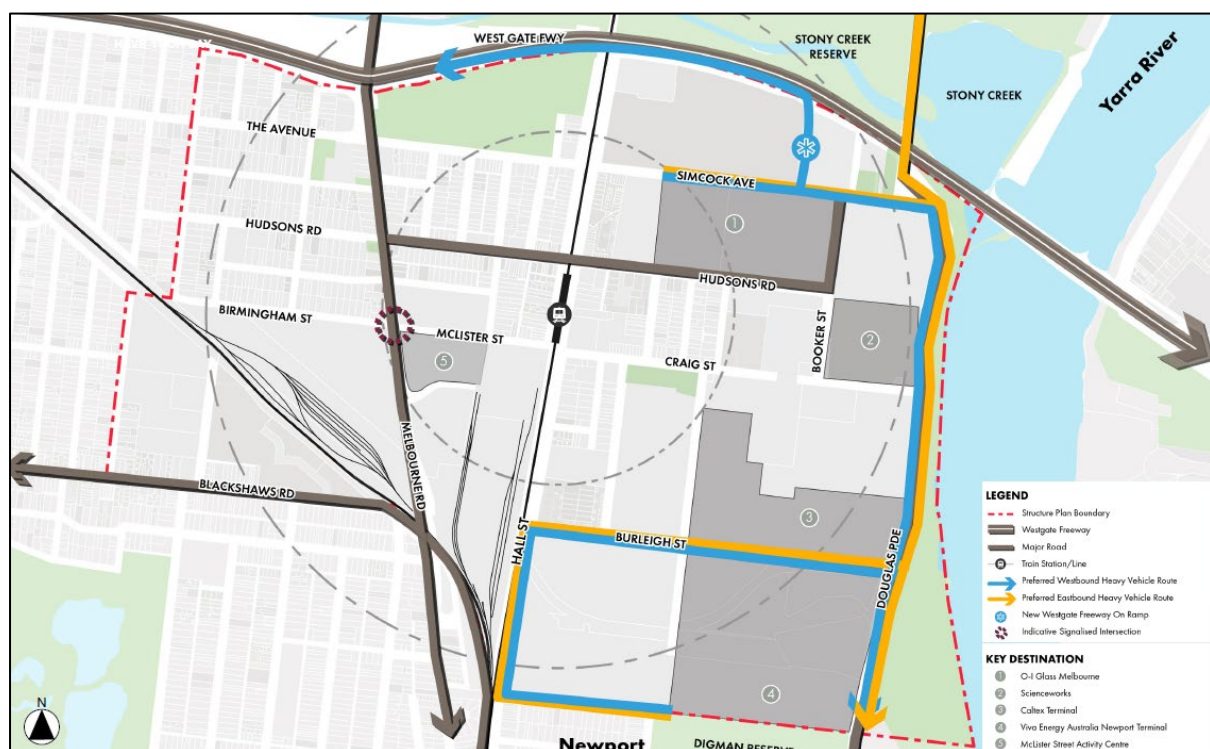 WEST GATE FWY
STONY CREEK
RESERVE
STONY CREEK
Yarra River
THE AVENUE
SIMCOCK AVE
1
HUDSONS RD
HUDSONS RD
BIRMINGHAM ST
MCLISTER ST
BOOKER ST
2
CRAIG ST
5
MELBOURNE RD
BLACKSHAWS RD
HALL ST
BURLEIGH ST
3
DOUGLAS PDE
4
Newport
DIGMAN RESERVE
N
LEGEND
Structure Plan Boundary
Westgate Freeway
Major Road
Train Station/Line
Preferred Westbound Heavy Vehicle Route
Preferred Eastbound Heavy Vehicle Route
New Westgate Freeway On Ramp
Indicative Signalised Intersection
KEY DESTINATION
1 O-I Glass Melbourne
2 Scienceworks
3 Caltex Terminal
4 Viva Energy Australia Newport Terminal
5 McLister Street Activity Centre